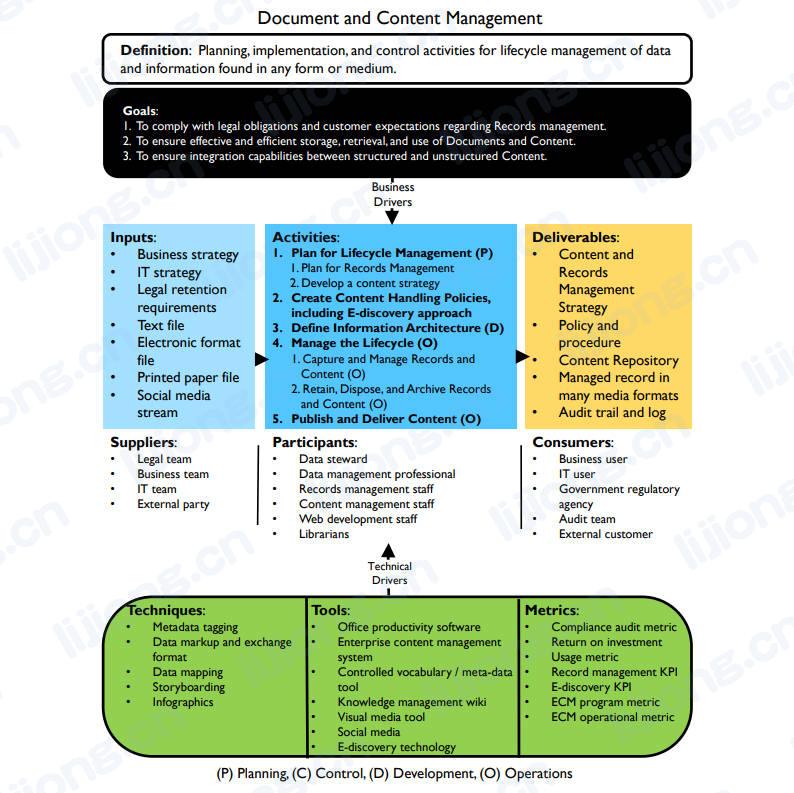 Document and Content Management
Definition: Planning, implementation, and control activities for lifecycle management of data
and information found in any form or medium.
Goals:
1. To comply with legal obligations and customer expectations regarding Records management.
2. To ensure effective and efficient storage, retrieval, and use of Documents and Content.
3. To ensure integration capabilities between structured and unstructured Content.
Business
Drivers
Inputs:
• Business strategy
• IT strategy
• Legal retention
requirements
• Text file
• Electronic format
file
• Printed paper file
• Social media
stream
Activities:
1. Plan for Lifecycle Management (P)
1. Plan for Records Management
2. Develop a content strategy
2. Create Content Handling Policies,
including E-discovery approach
3. Define Information Architecture (D)
4. Manage the Lifecycle (O)
1. Capture and Manage Records and
Content (O)
2. Retain, Dispose, and Archive Records
and Content (O)
5. Publish and Deliver Content (O)
Deliverables:
• Content and
Records
Management
Strategy
• Policy and
procedure
• Content Repository
• Managed record in
many media formats
• Audit trail and log
Suppliers:
• Legal team
• Business team
• IT team
• External party
Participants:
• Data steward
• Data management professional
• Records management staff
• Content management staff
• Web development staff
• Librarians
Consumers:
• Business user
• IT user
• Government regulatory
agency
• Audit team
• External customer
Technical
Drivers
Techniques:
• Metadata tagging
• Data markup and exchange
format
• Data mapping
• Storyboarding
• Infographics
Tools:
• Office productivity software
• Enterprise content management
system
• Controlled vocabulary / meta-data
tool
• Knowledge management wiki
• Visual media tool
• Social media
• E-discovery technology
Metrics:
• Compliance audit metric
• Return on investment
• Usage metric
• Record management KPI
• E-discovery KPI
• ECM program metric
• ECM operational metric
(P) Planning, (C) Control, (D) Development, (O) Operations
lijiong.cn